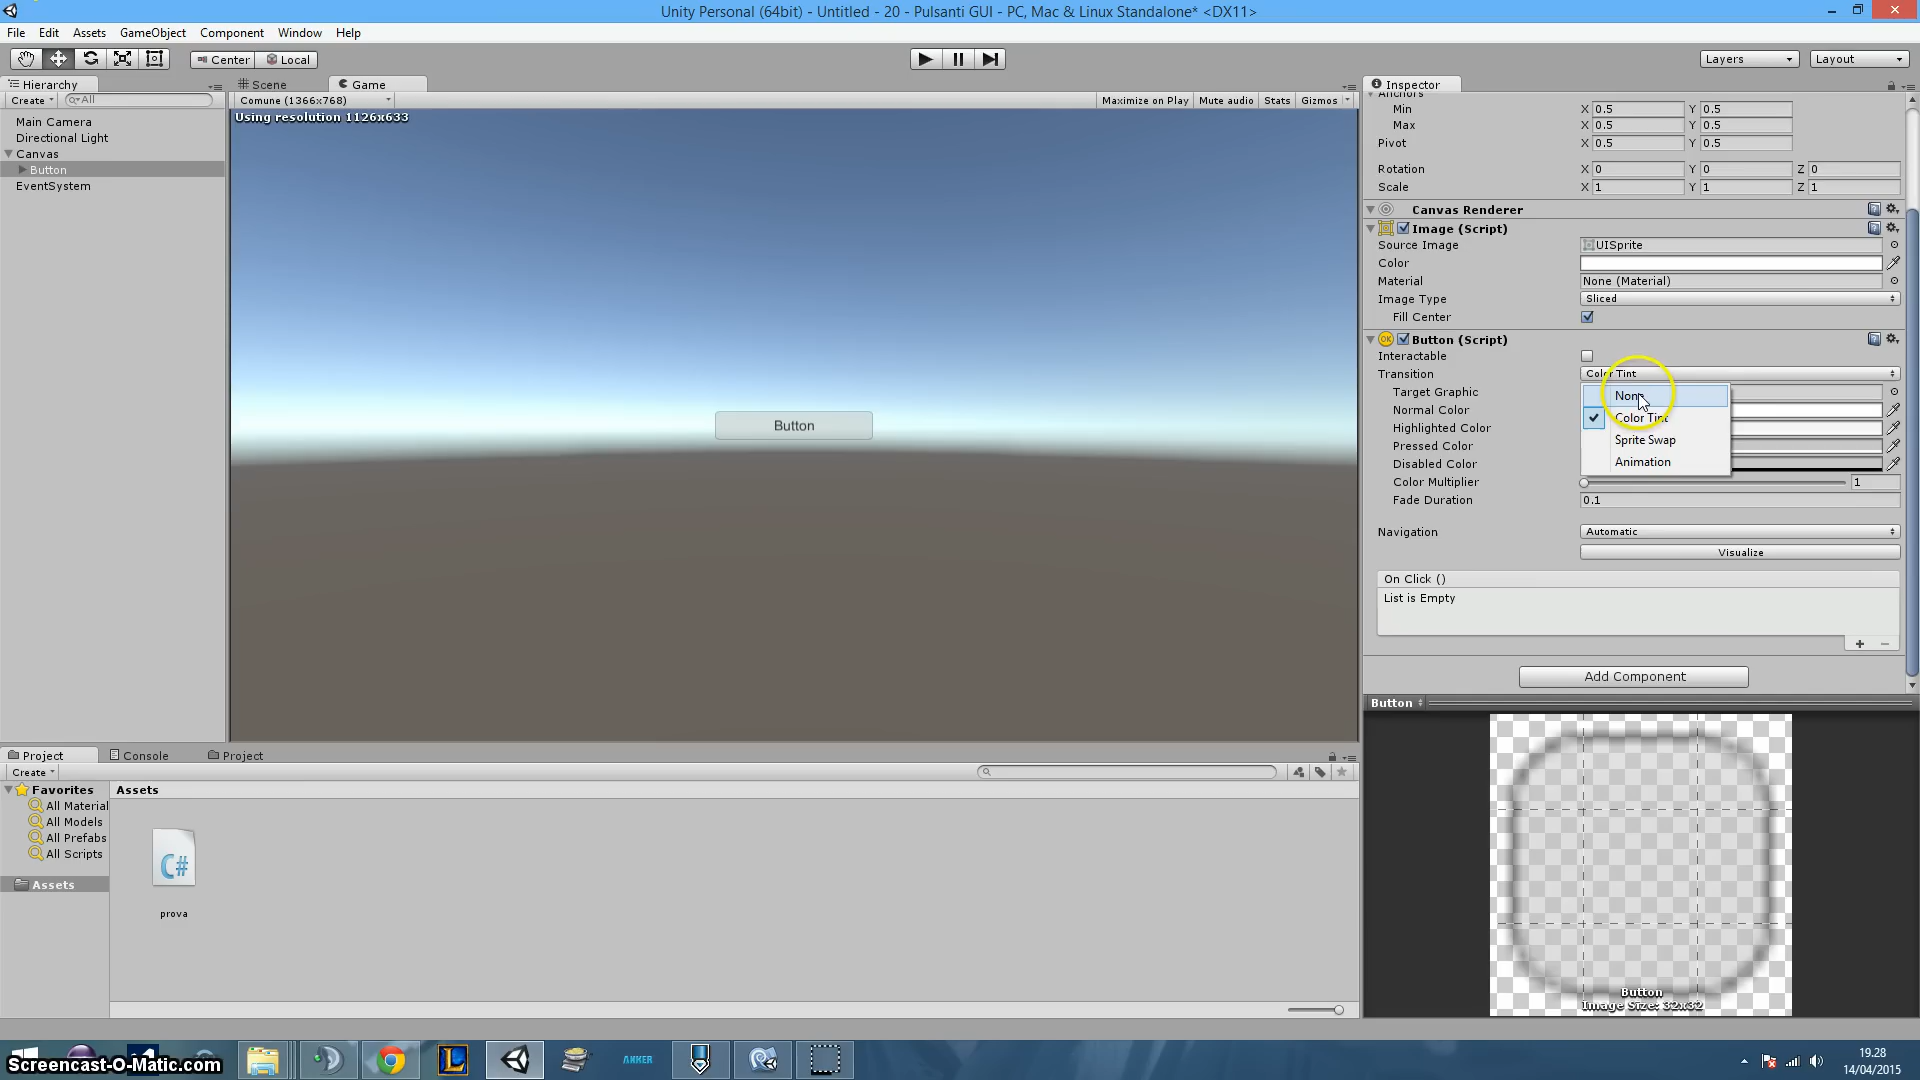 Unity Personal (64bit) - Untitled - 20 - Pulsanti GUI - PC, Mac & Linux Standalone* <DX11>
File Edit Assets GameObject Component Window Help
Center Local Layers Layout
Hierarchy
Create All
Main Camera
Directional Light
Canvas
Button
EventSystem
Scene Game
Comune (1366x768) Maximize on Play Mute audio Stats Gizmos
Using resolution 1126x633
Button
Inspector
Anchors
Min X 0.5 Y 0.5
Max X 0.5 Y 0.5
Pivot X 0.5 Y 0.5
Rotation X 0 Y 0 Z 0
Scale X 1 Y 1 Z 1
Canvas Renderer
Image (Script)
Source Image UISprite
Color
Material None (Material)
Image Type Sliced
Fill Center
OK Button (Script)
Interactable
Transition Color Tint
Target Graphic
Normal Color
Highlighted Color
Pressed Color
Disabled Color
Color Multiplier 1
Fade Duration 0.1
None
Color Tint
Sprite Swap
Animation
Navigation Automatic
Visualize
On Click ()
List is Empty
Add Component
Button
Button
Image Size: 32x32
Project Console Project
Create
Favorites
All Material
All Models
All Prefabs
All Scripts
Assets
Assets
C#
prova
Screencast-O-Matic.com
L
ANKER
19.28
14/04/2015